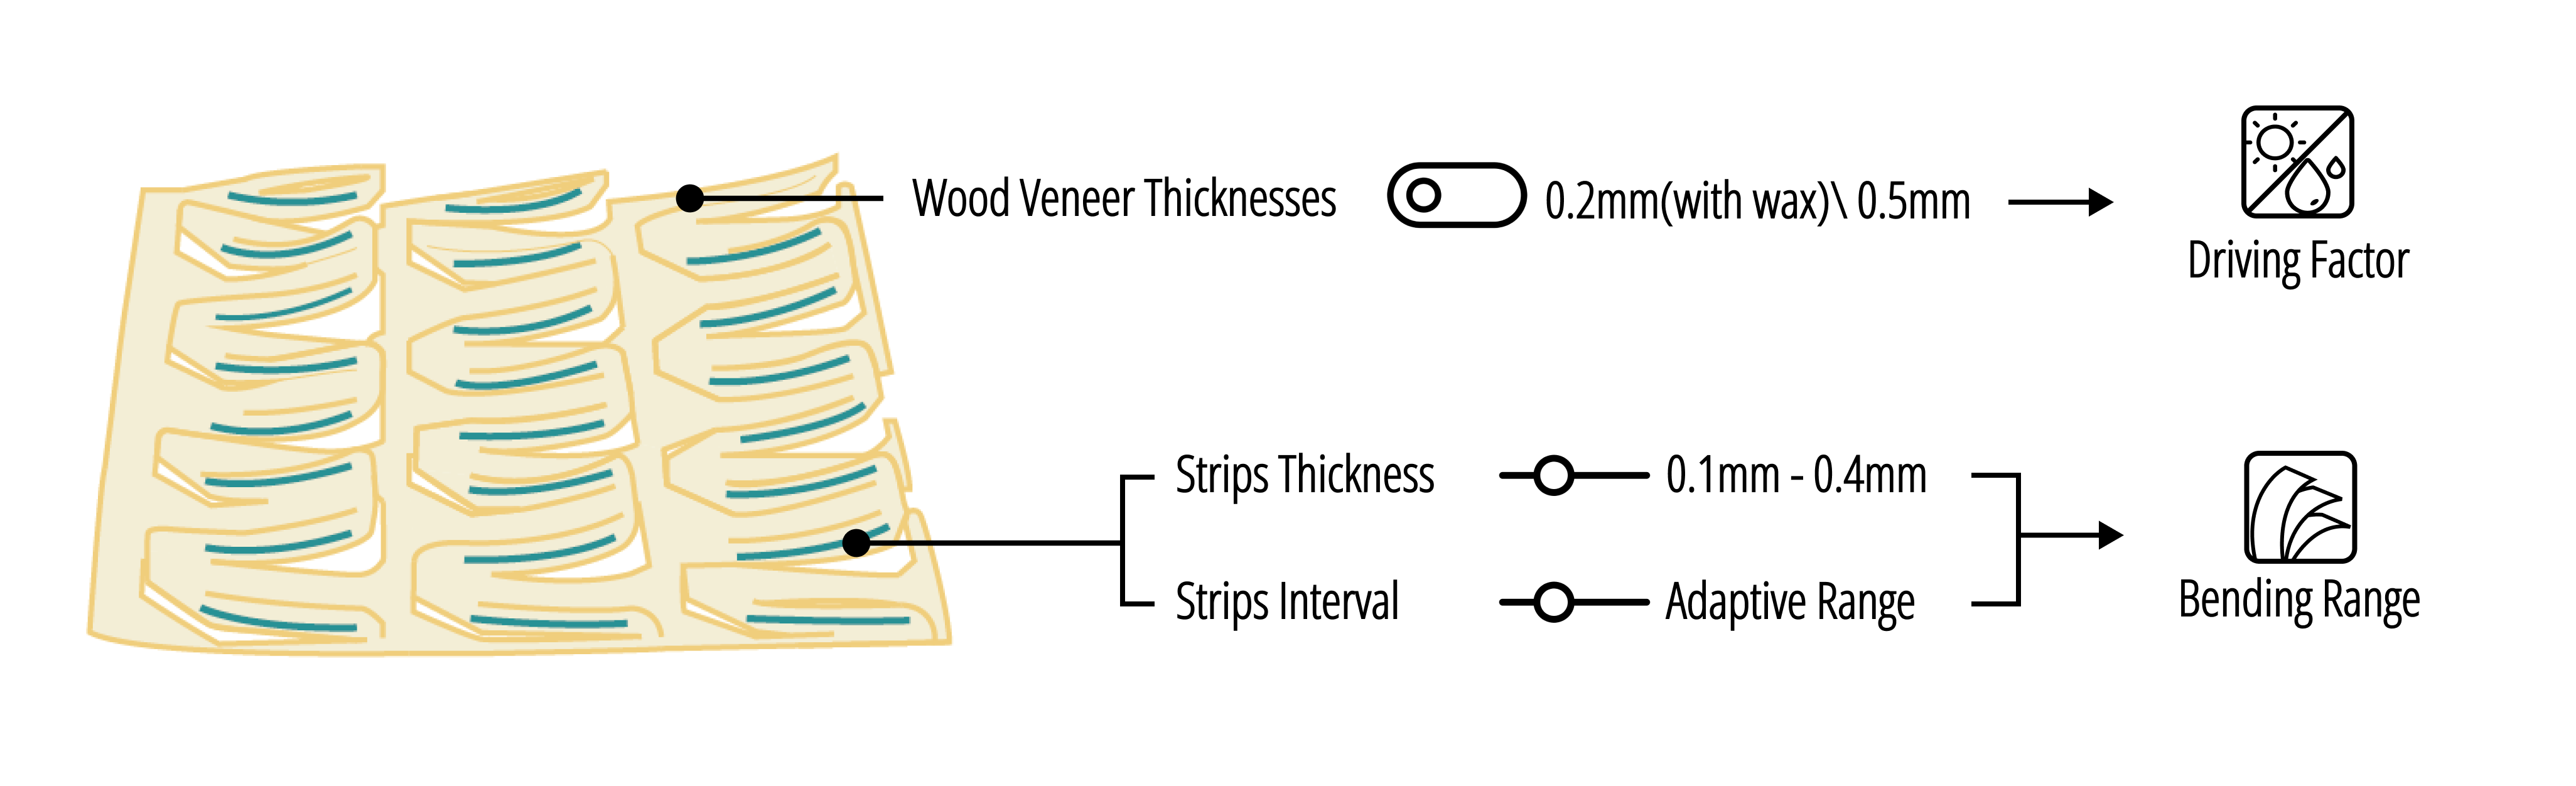 Wood Veneer Thicknesses
0.2mm(with wax)\ 0.5mm
Driving Factor
Strips Thickness
0.1mm - 0.4mm
Strips Interval
Adaptive Range
Bending Range